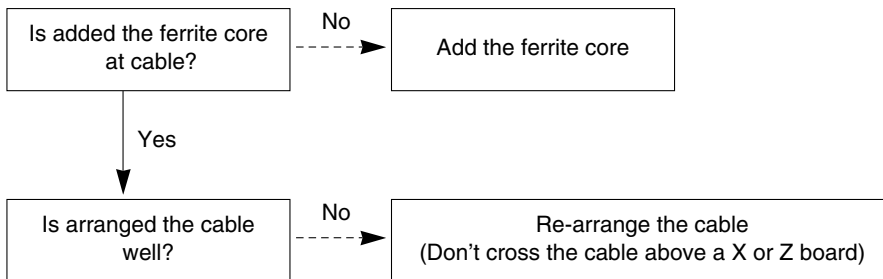 Is added the ferrite core
at cable?
No
Add the ferrite core
Yes
Is arranged the cable
well?
No
Re-arrange the cable
(Don't cross the cable above a X or Z board)